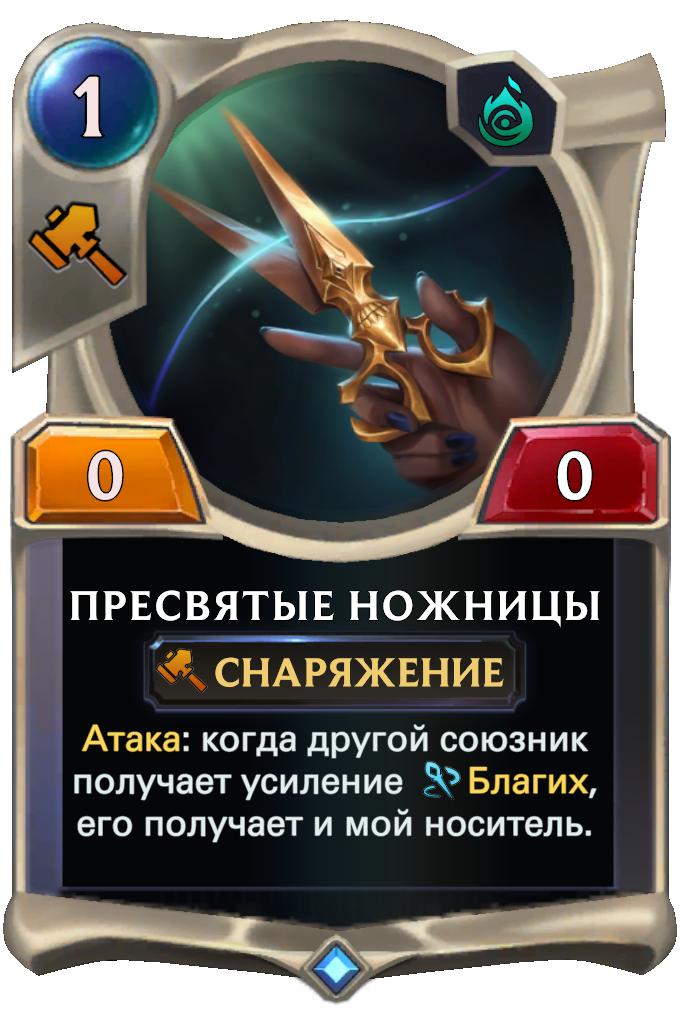 1
0
0
ПРЕСВЯТЫЕ НОЖНИЦЫ
СНАРЯЖЕНИЕ
Атака: когда другой союзник
получает усиление Благих,
его получает и мой носитель.